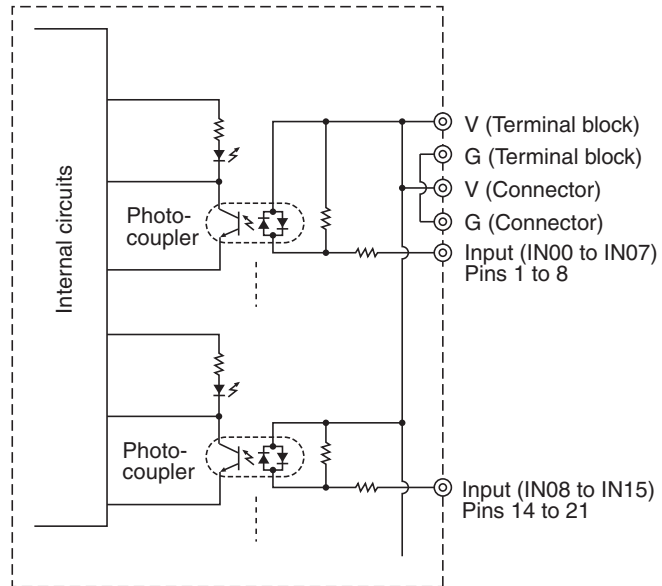 Internal circuits
Photo-
coupler
V (Terminal block)
G (Terminal block)
V (Connector)
G (Connector)
Input (IN00 to IN07)
Pins 1 to 8
Photo-
coupler
Input (IN08 to IN15)
Pins 14 to 21